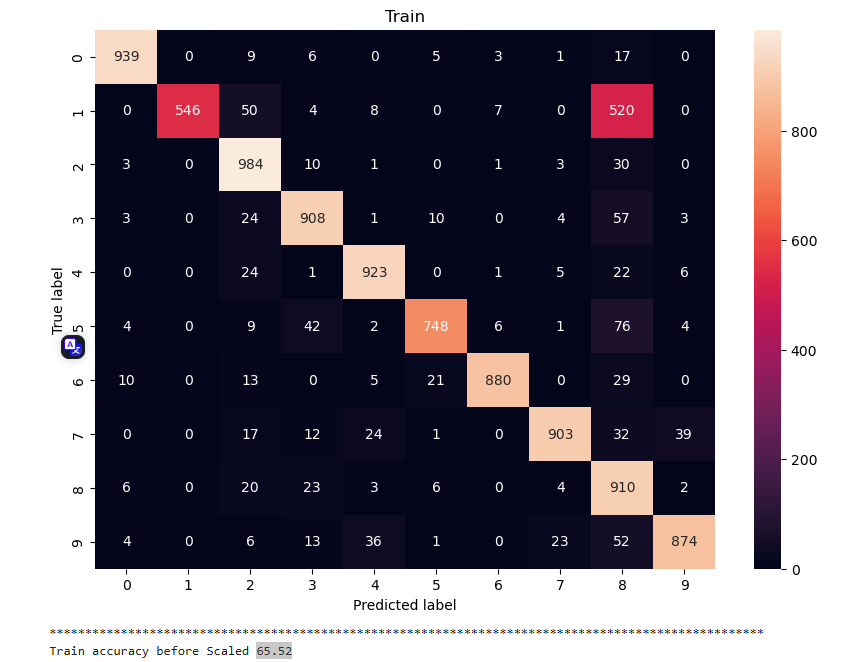 Train
0 939 0 9 6 0 5 3 1 17 0
1 0 546 50 4 8 0 7 0 520 0 800
2 3 0 984 10 1 0 1 3 30 0
3 3 0 24 908 1 10 0 4 57 3 600
4 0 0 24 1 923 0 1 5 22 6
True label
5 4 0 9 42 2 748 6 1 76 4 400
6 10 0 13 0 5 21 880 0 29 0
7 0 0 17 12 24 1 0 903 32 39 200
8 6 0 20 23 3 6 0 4 910 2
9 4 0 6 13 36 1 0 23 52 874
0
0 1 2 3 4 5 6 7 8 9
Predicted label
****************************************************************************************************
Train accuracy before Scaled 65.52